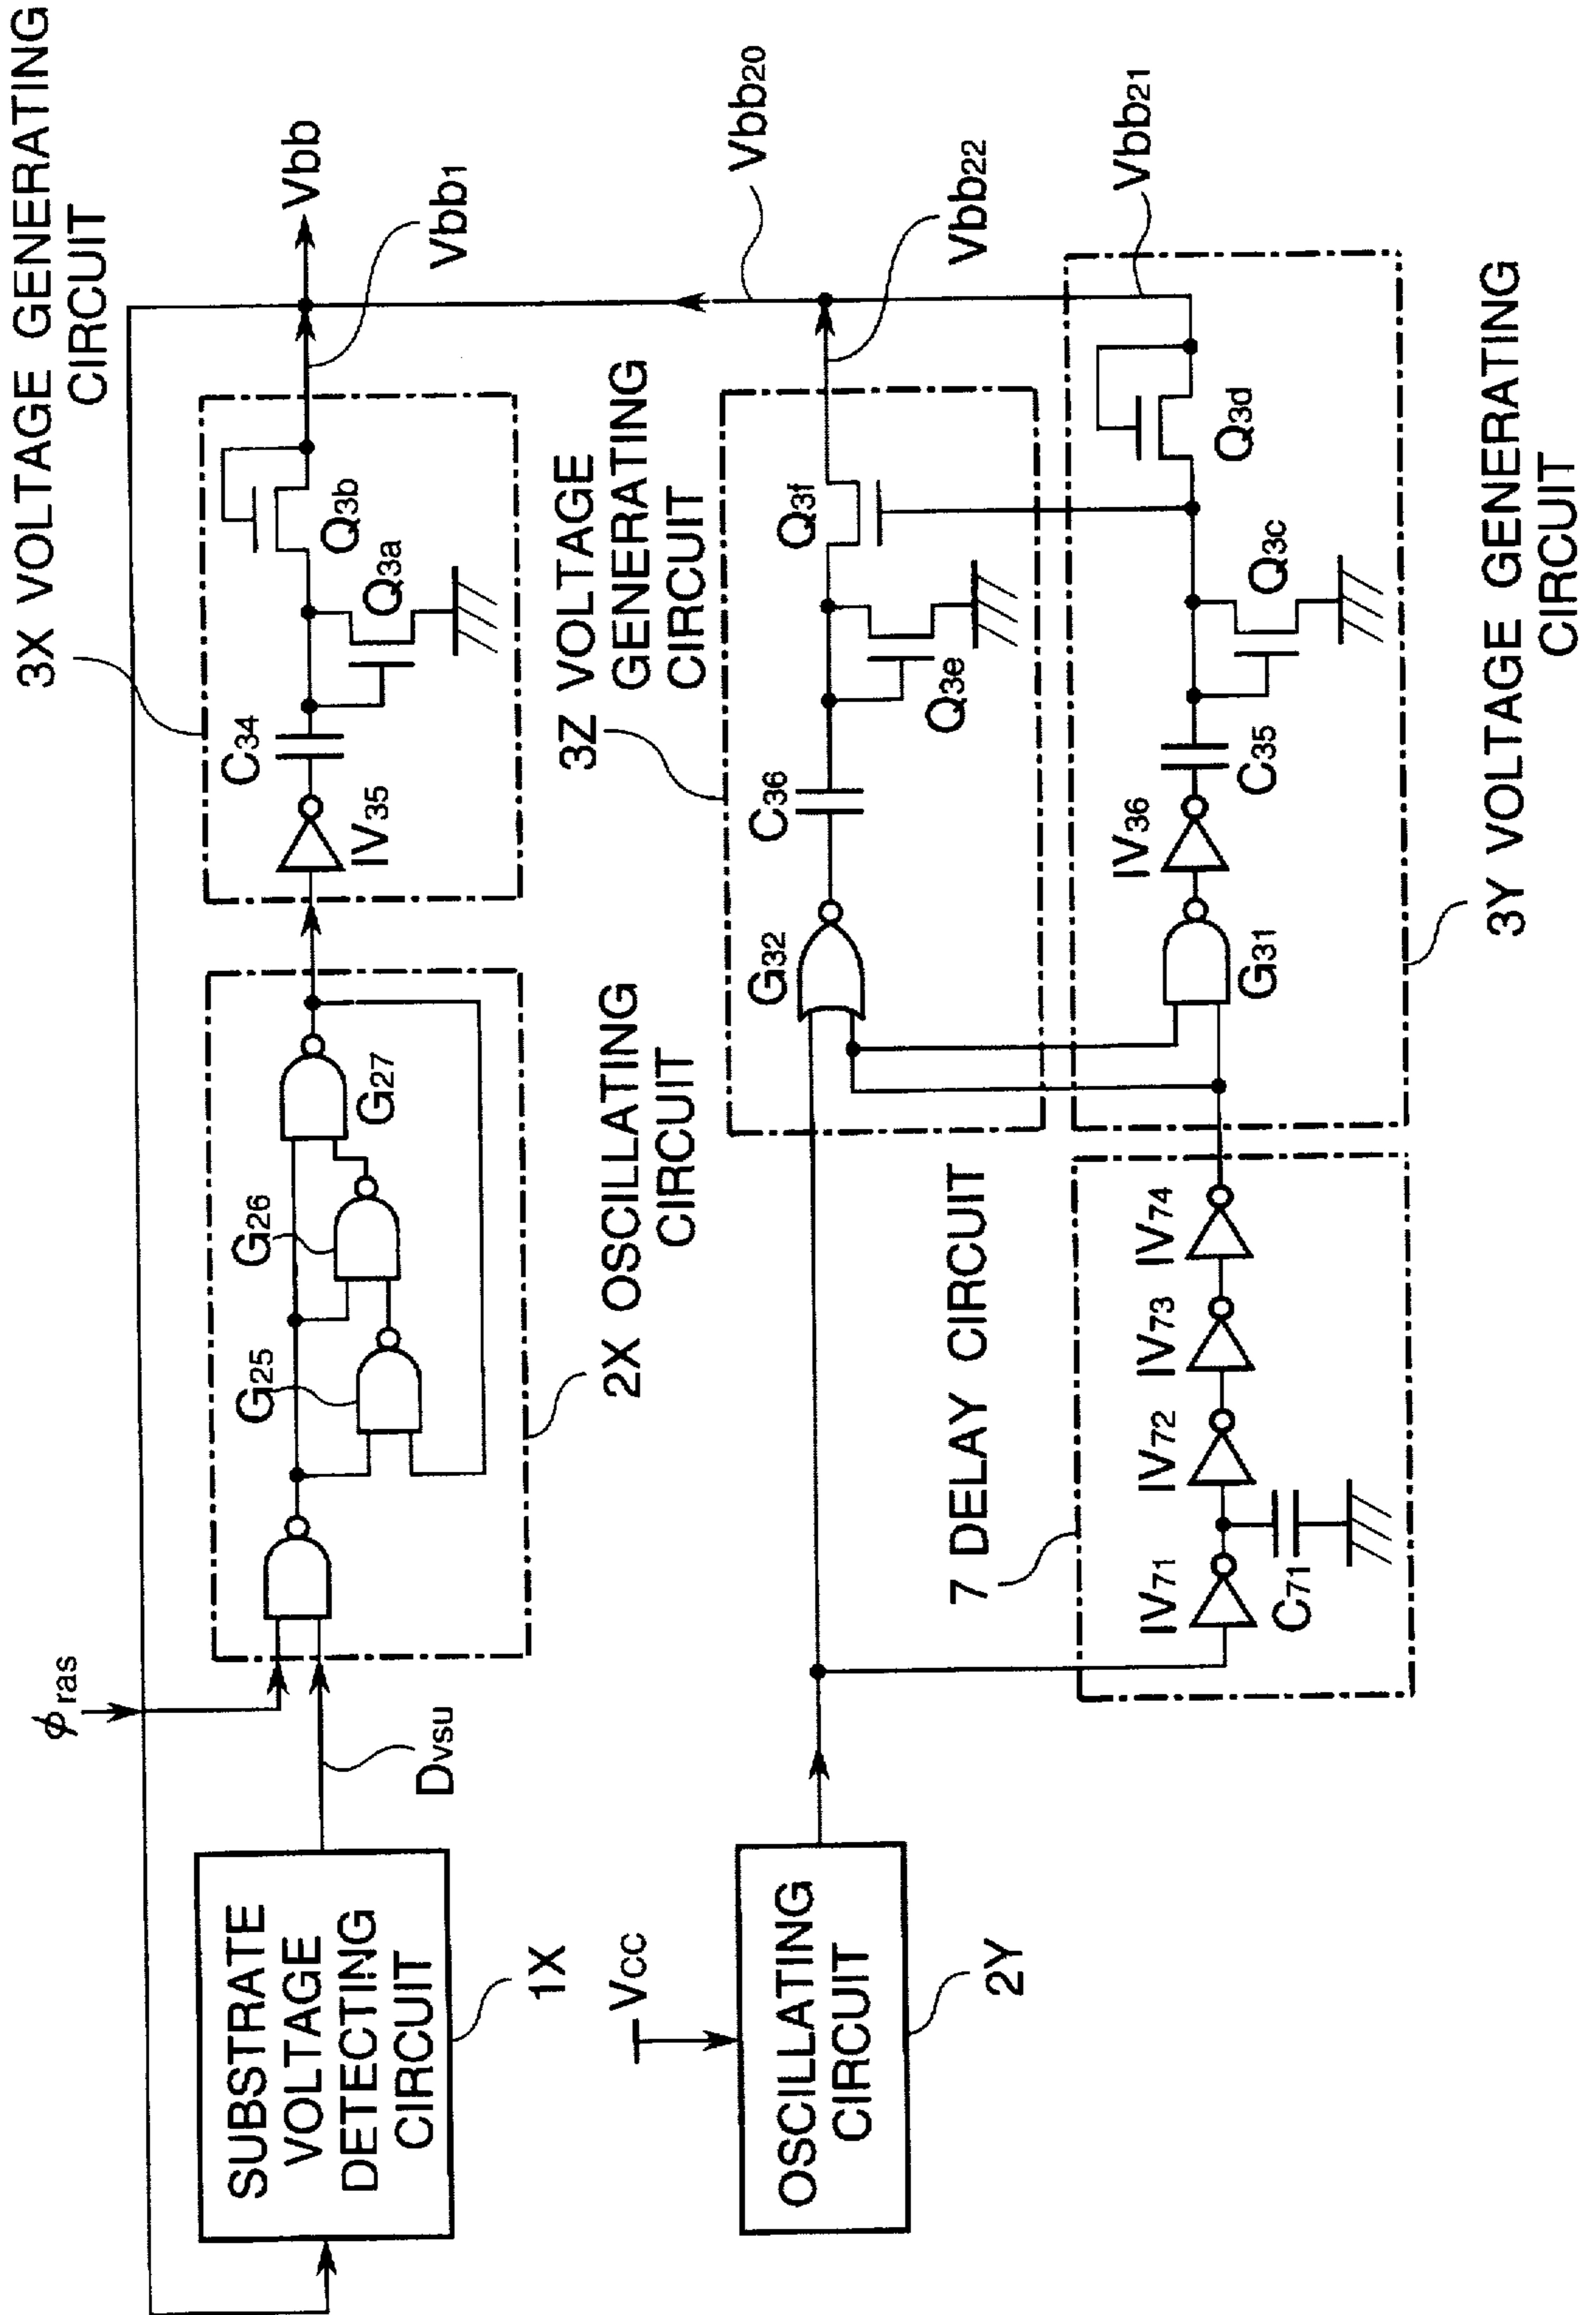 3X VOLTAGE GENERATING
CIRCUIT
ϕras
SUBSTRATE
VOLTAGE
DETECTING
CIRCUIT
1X
Dvsu
G25
G26
G27
2X OSCILLATING
CIRCUIT
IV35
C34
Q3a
Q3b
Vbb
Vbb1
Vcc
OSCILLATING
CIRCUIT
2Y
G32
C36
3Z VOLTAGE
GENERATING
CIRCUIT
Q3e
Q3f
Vbb20
Vbb22
7 DELAY CIRCUIT
IV71
C71
IV72
IV73
IV74
G31
IV36
C35
Q3c
Q3d
Vbb21
3Y VOLTAGE GENERATING
CIRCUIT